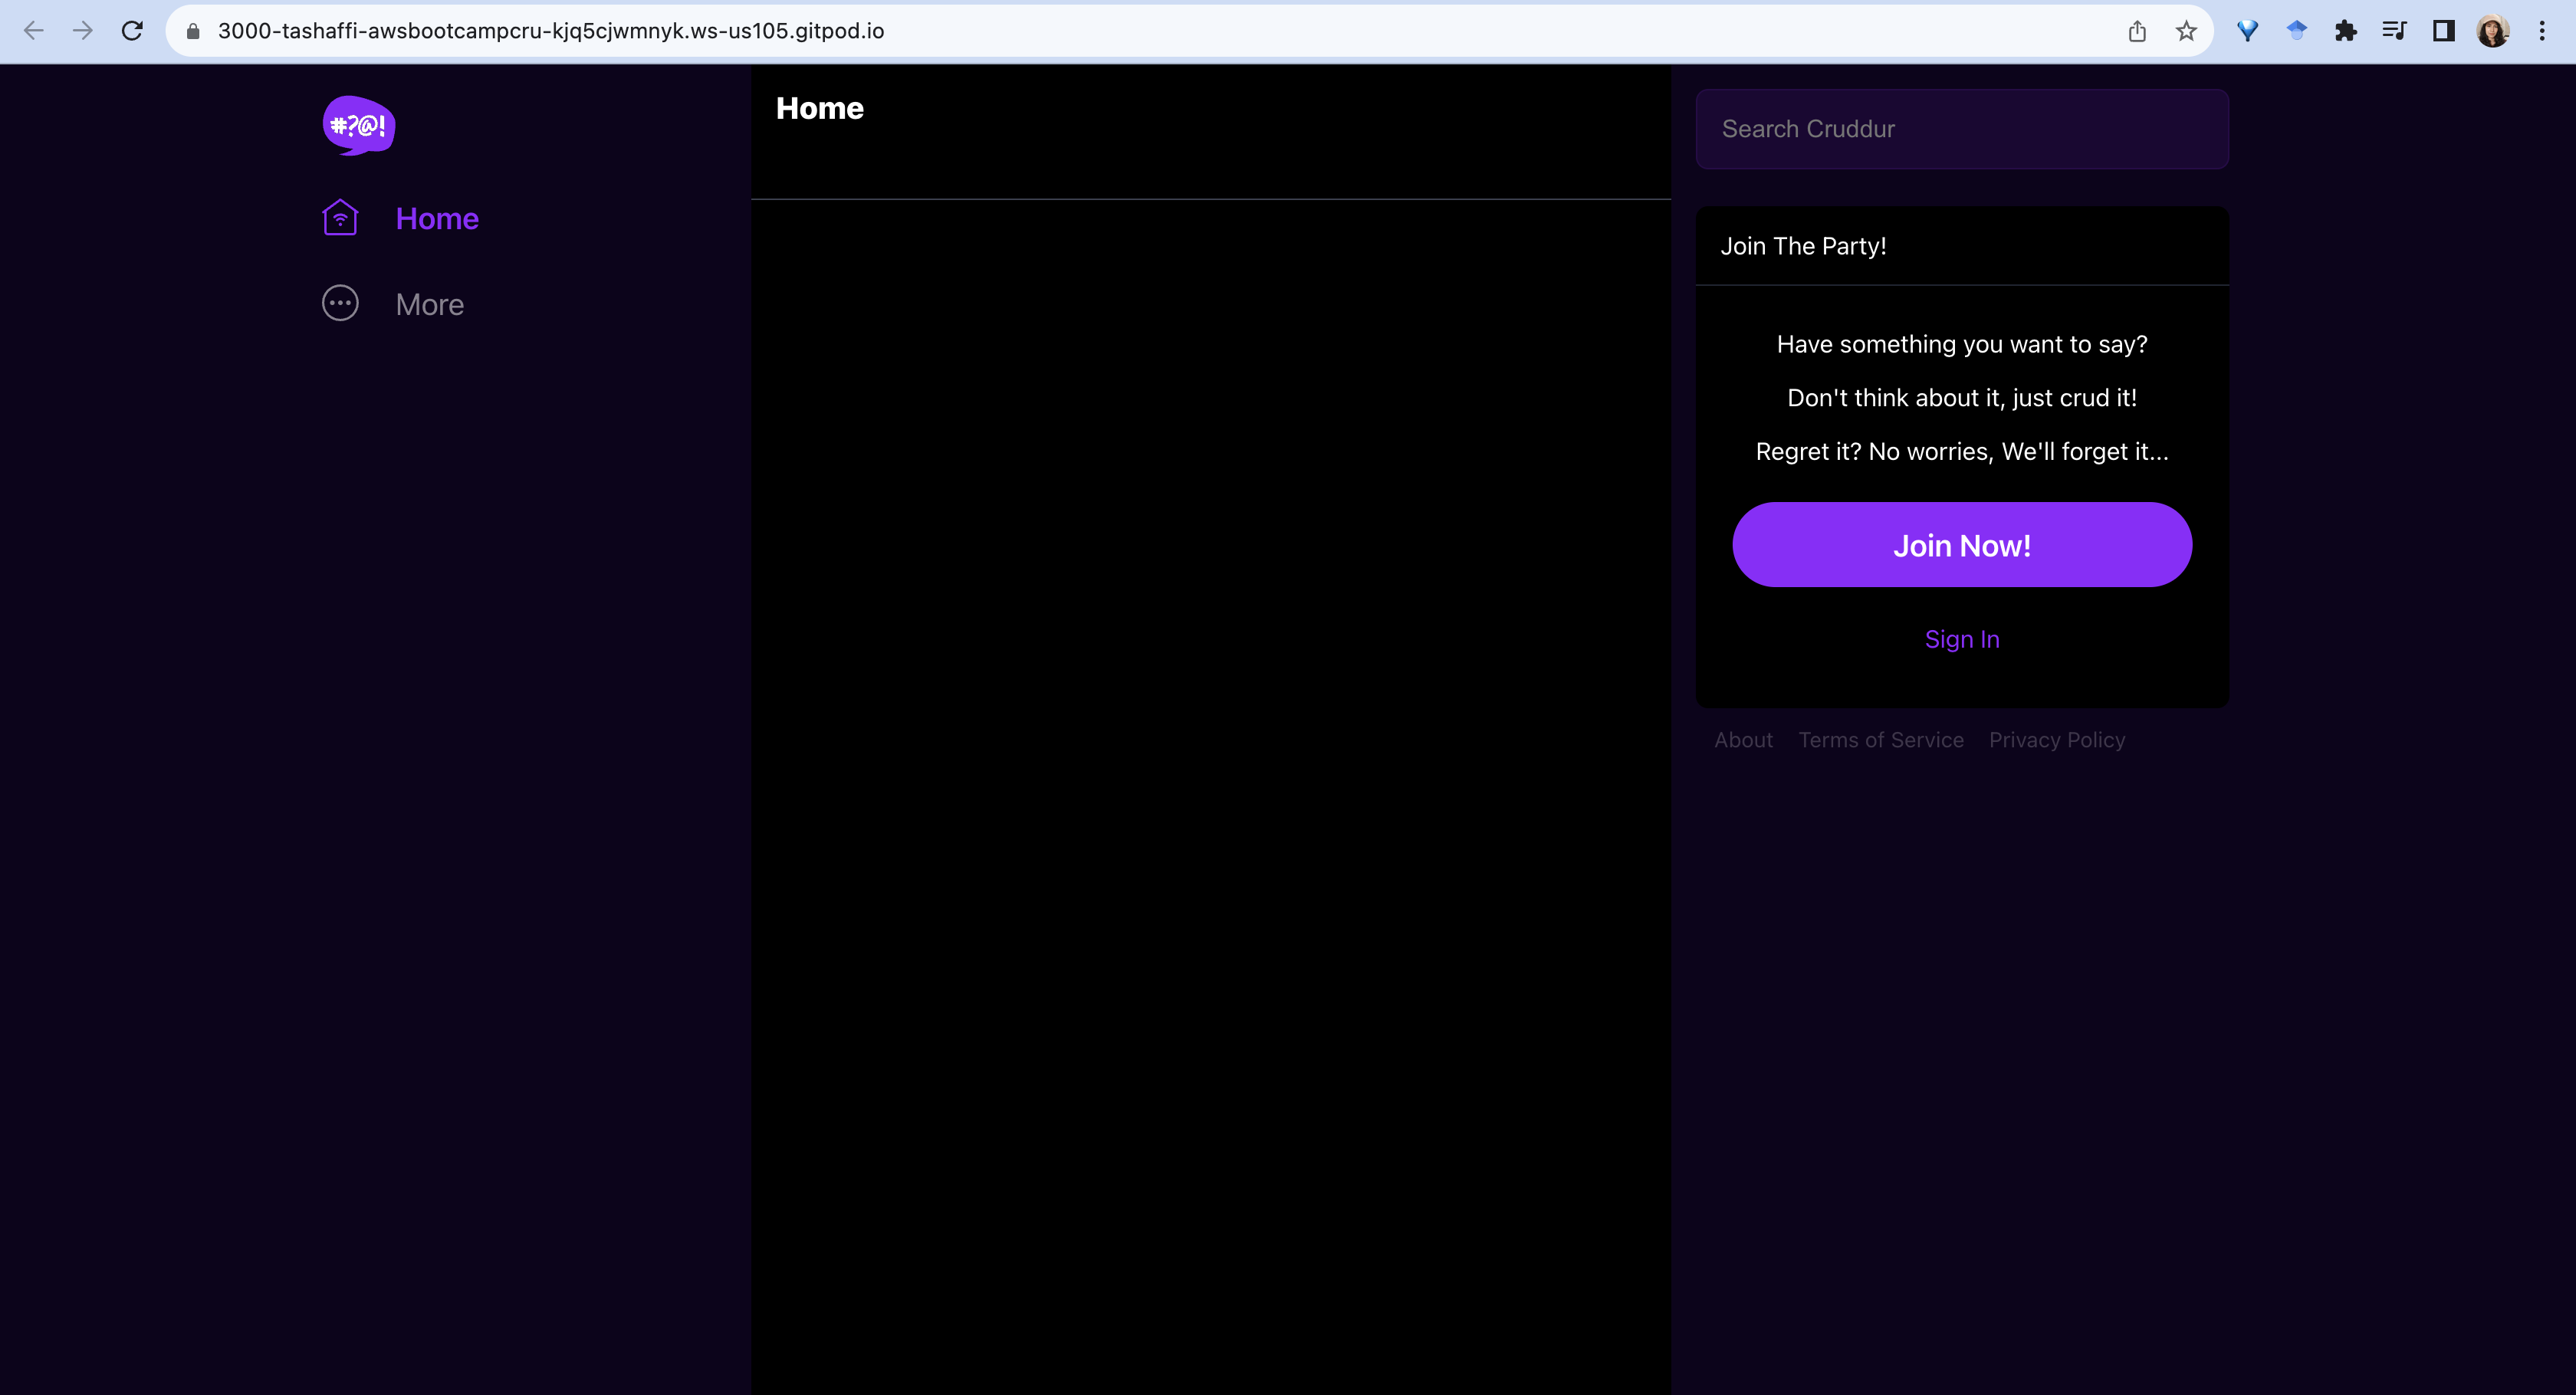 3000-tashaffi-awsbootcampcru-kjq5cjwmnyk.ws-us105.gitpod.io
#?@!
Home
More
Home
Search Cruddur
Join The Party!
Have something you want to say?
Don't think about it, just crud it!
Regret it? No worries, We'll forget it...
Join Now!
Sign In
About Terms of Service Privacy Policy